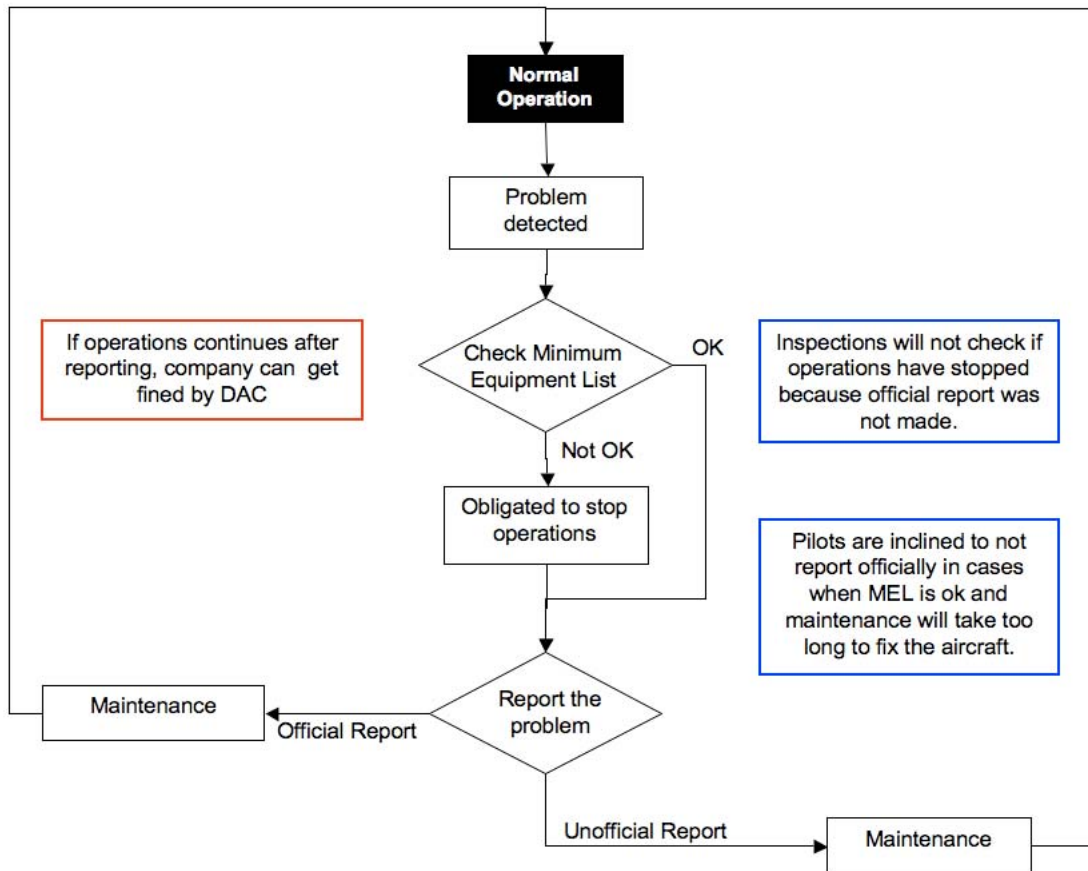 Normal
Operation
Problem
detected
If operations continues after
reporting, company can get
fined by DAC
Check Minimum
Equipment List
OK
Inspections will not check if
operations have stopped
because official report was
not made.
Not OK
Obligated to stop
operations
Pilots are inclined to not
report officially in cases
when MEL is ok and
maintenance will take too
long to fix the aircraft.
Maintenance
Official Report
Report the
problem
Unofficial Report
Maintenance